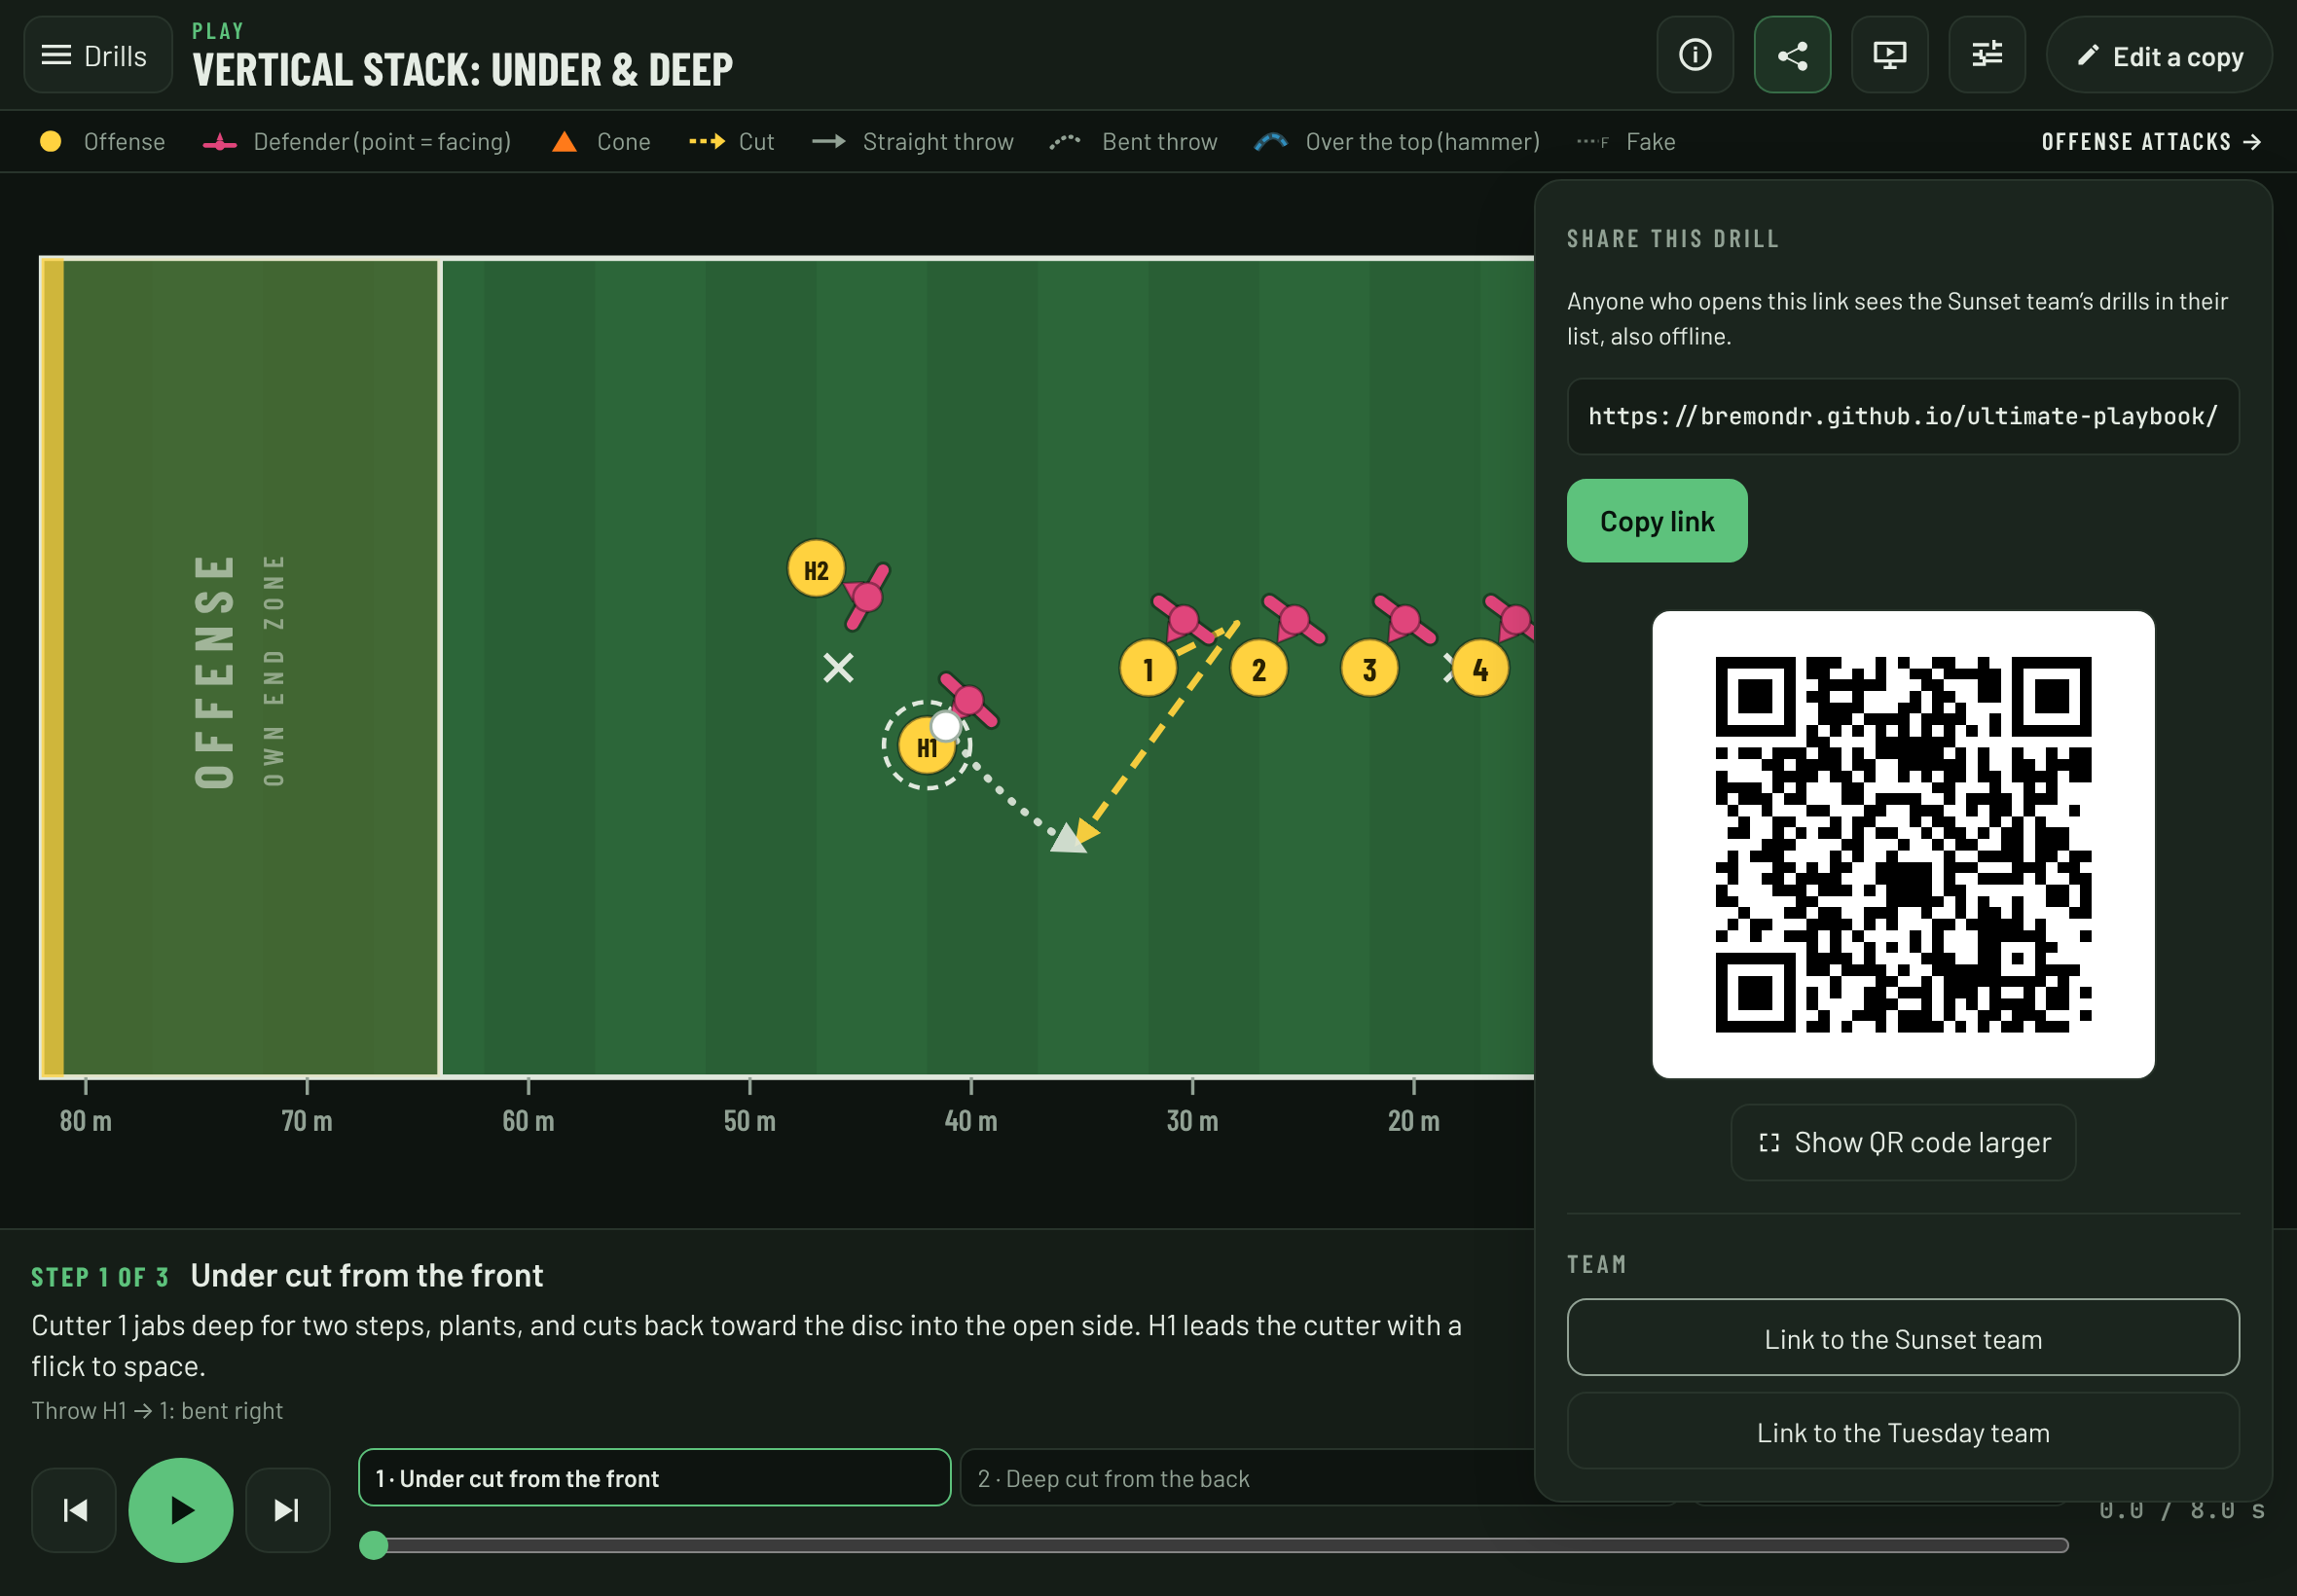 Drills
PLAY
VERTICAL STACK: UNDER & DEEP
Edit a copy
Offense
Defender (point = facing)
Cone
Cut
Straight throw
Bent throw
Over the top (hammer)
F
Fake
OFFENSE ATTACKS →
OFFENSE
OWN END ZONE
H2
H1
1
2
3
4
80 m
70 m
60 m
50 m
40 m
30 m
20 m
SHARE THIS DRILL
Anyone who opens this link sees the Sunset team’s drills in their
list, also offline.
https://bremondr.github.io/ultimate-playbook/
Copy link
Show QR code larger
TEAM
Link to the Sunset team
Link to the Tuesday team
STEP 1 OF 3 Under cut from the front
Cutter 1 jabs deep for two steps, plants, and cuts back toward the disc into the open side. H1 leads the cutter with a
flick to space.
Throw H1 → 1: bent right
1 · Under cut from the front
2 · Deep cut from the back
0.0 / 8.0 s